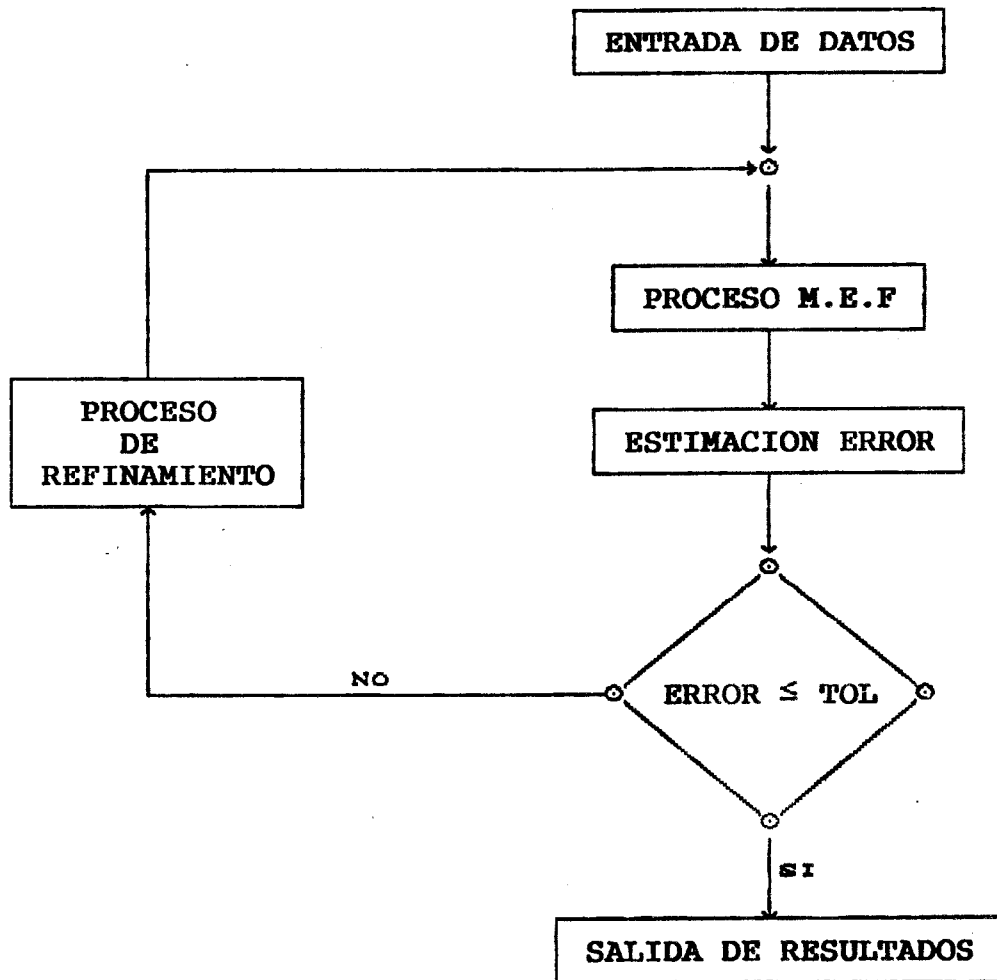 ENTRADA DE DATOS
PROCESO M.E.F
PROCESO
DE
REFINAMIENTO
ESTIMACION ERROR
NO
ERROR ≤ TOL
SI
SALIDA DE RESULTADOS